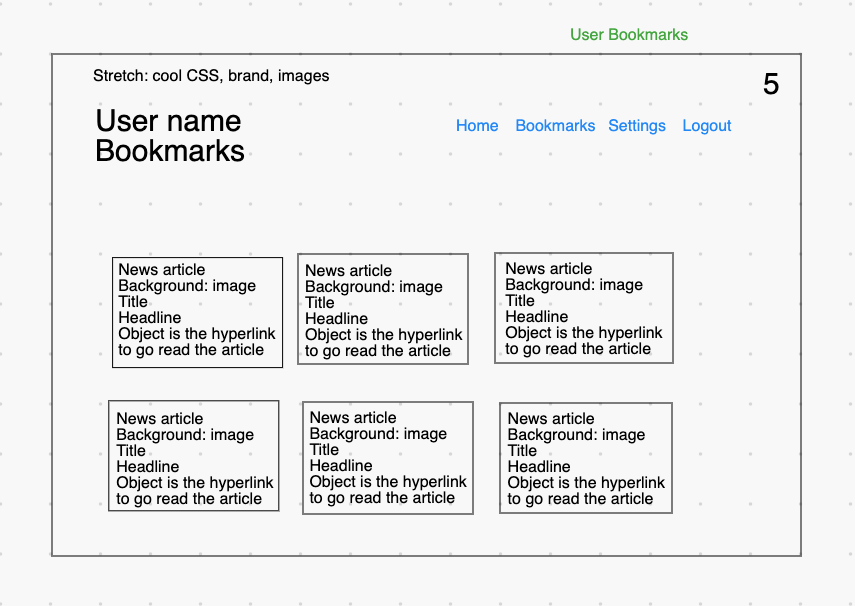 User Bookmarks
Stretch: cool CSS, brand, images
5
User name
Bookmarks
Home Bookmarks Settings Logout
News article
Background: image
Title
Headline
Object is the hyperlink
to go read the article
News article
Background: image
Title
Headline
Object is the hyperlink
to go read the article
News article
Background: image
Title
Headline
Object is the hyperlink
to go read the article
News article
Background: image
Title
Headline
Object is the hyperlink
to go read the article
News article
Background: image
Title
Headline
Object is the hyperlink
to go read the article
News article
Background: image
Title
Headline
Object is the hyperlink
to go read the article